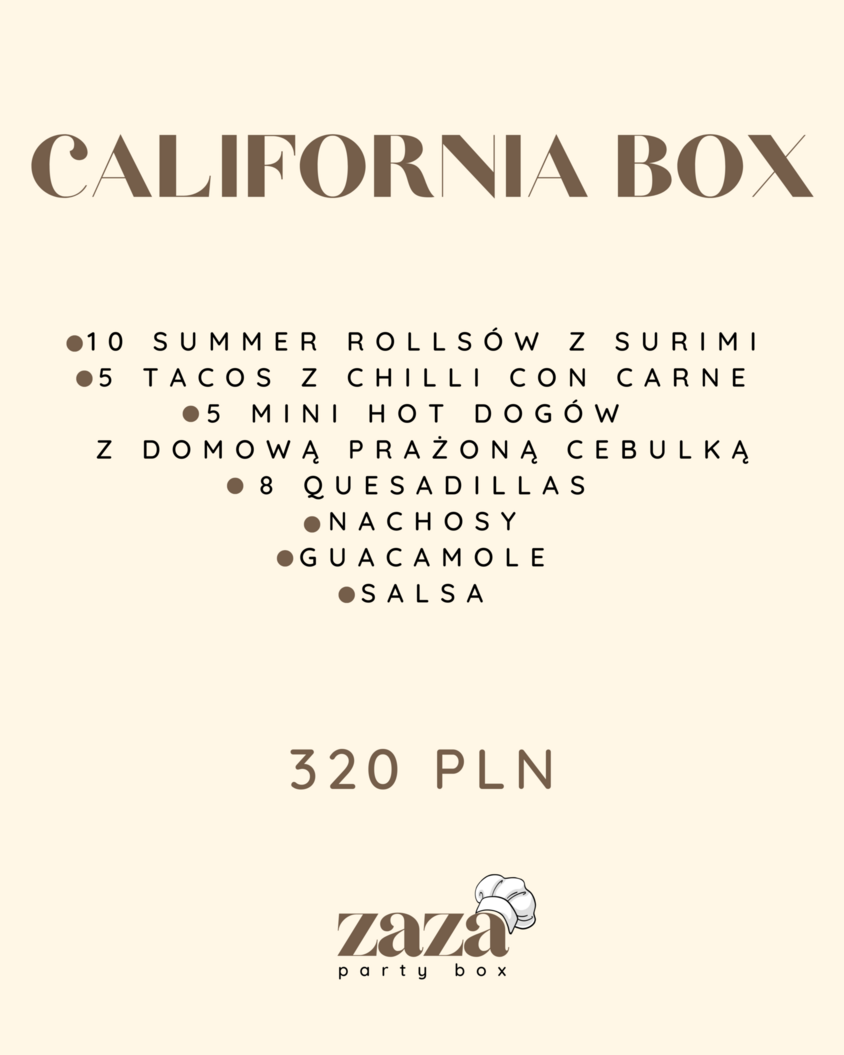 CALIFORNIA BOX
●10 SUMMER ROLLSÓW Z SURIMI
●5 TACOS Z CHILLI CON CARNE
●5 MINI HOT DOGÓW
Z DOMOWĄ PRAŻONĄ CEBULKĄ
● 8 QUESADILLAS
●NACHOSY
●GUACAMOLE
●SALSA
320 PLN
zaza
party box